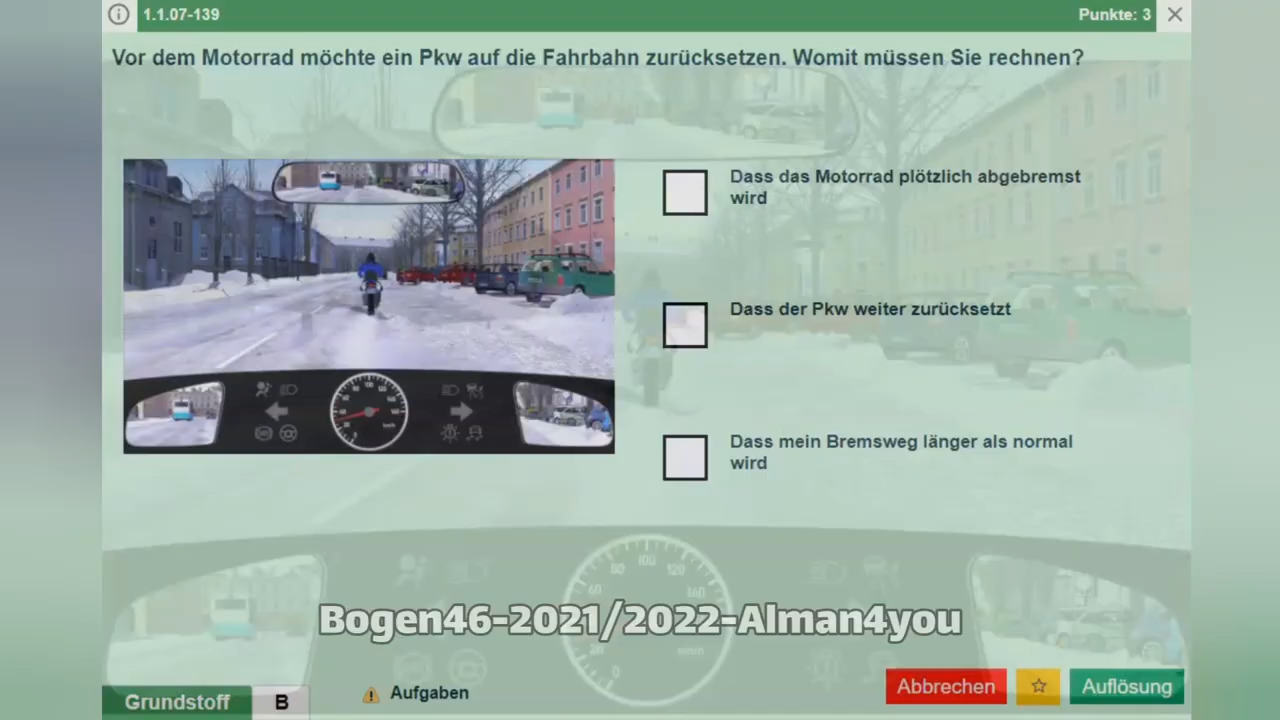 1.1.07-139
Punkte: 3
Vor dem Motorrad möchte ein Pkw auf die Fahrbahn zurücksetzen. Womit müssen Sie rechnen?
Dass das Motorrad plötzlich abgebremst
wird
Dass der Pkw weiter zurücksetzt
Dass mein Bremsweg länger als normal
wird
Bogen46-2021/2022-Alman4you
Grundstoff
B
Aufgaben
Abbrechen
Auflösung